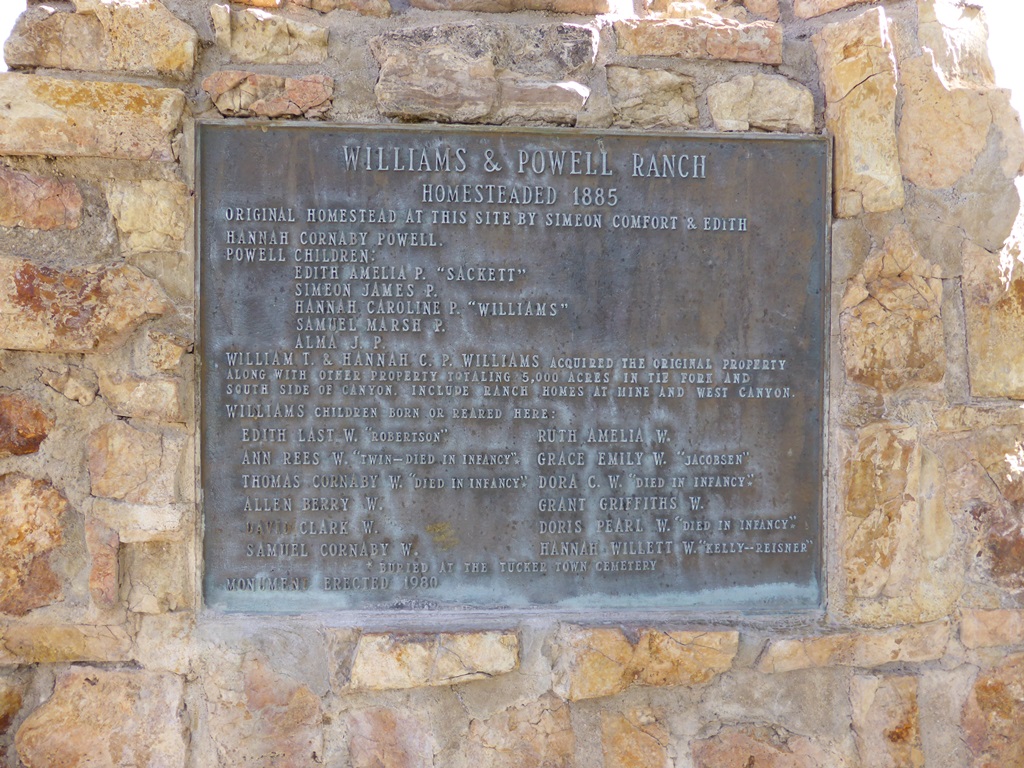 WILLIAMS & POWELL RANCH
HOMESTEADED 1885
ORIGINAL HOMESTEAD AT THIS SITE BY SIMEON COMFORT & EDITH
HANNAH CORNABY POWELL.
POWELL CHILDREN:
EDITH AMELIA P. "SACKETT"
SIMEON JAMES P.
HANNAH CAROLINE P. "WILLIAMS"
SAMUEL MARSH P.
ALMA J. P.
WILLIAM T. & HANNAH C. P. WILLIAMS ACQUIRED THE ORIGINAL PROPERTY
ALONG WITH OTHER PROPERTY TOTALING 5,000 ACRES IN TIE FORK AND
SOUTH SIDE OF CANYON. INCLUDE RANCH HOMES AT MINE AND WEST CANYON.
WILLIAMS CHILDREN BORN OR REARED HERE:
EDITH LAST W. "ROBERTSON"
ANN REES W. "TWIN-DIED IN INFANCY"*
THOMAS CORNABY W. "DIED IN INFANCY"*
ALLEN BERRY W.
DAVID CLARK W.
SAMUEL CORNABY W.
RUTH AMELIA W.
GRACE EMILY W. "JACOBSEN"
DORA C. W. "DIED IN INFANCY"*
GRANT GRIFFITHS W.
DORIS PEARL W. "DIED IN INFANCY"*
HANNAH WILLETT W. "KELLY-REISNER"
* BURIED AT THE TUCKER TOWN CEMETERY
MONUMENT ERECTED 1980